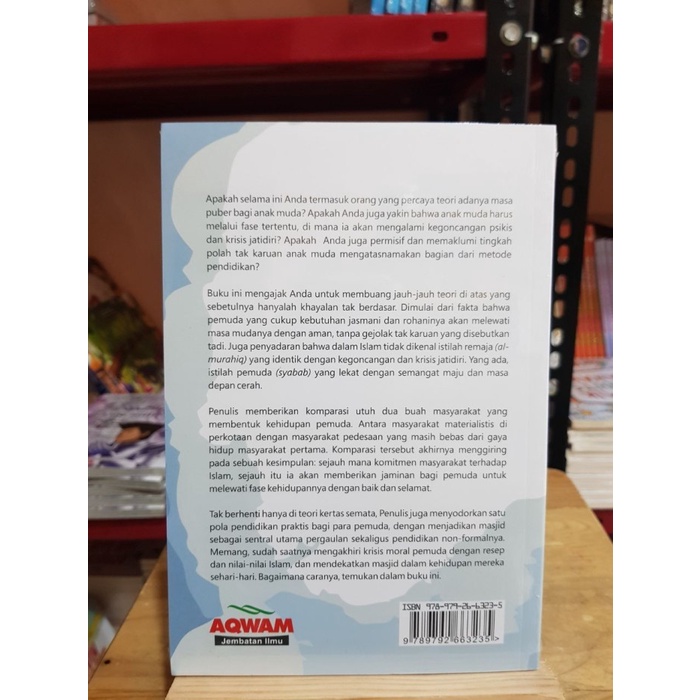 Apakah selama ini Anda termasuk orang yang percaya teori adanya masa
puber bagi anak muda? Apakah Anda juga yakin bahwa anak muda harus
melalui fase tertentu, di mana ia akan mengalami kegoncangan psikis
dan krisis jatidiri? Apakah Anda juga permisif dan memaklumi tingkah
polah tak karuan anak muda mengatasnamakan bagian dari metode
pendidikan?
Buku ini mengajak Anda untuk membuang jauh-jauh teori di atas yang
sebetulnya hanyalah khayalan tak berdasar. Dimulai dari fakta bahwa
pemuda yang cukup kebutuhan jasmani dan rohaninya akan melewati
masa mudanya dengan aman, tanpa gejolak tak karuan yang disebutkan
tadi. Juga penyadaran bahwa dalam Islam tidak dikenal istilah remaja (al-
murahiq) yang identik dengan kegoncangan dan krisis jatidiri. Yang ada,
istilah pemuda (syabab) yang lekat dengan semangat maju dan masa
depan cerah.
Penulis memberikan komparasi utuh dua buah masyarakat yang
membentuk kehidupan pemuda. Antara masyarakat materialistis di
perkotaan dengan masyarakat pedesaan yang masih bebas dari gaya
hidup masyarakat pertama. Komparasi tersebut akhirnya menggiring
pada sebuah kesimpulan: sejauh mana komitmen masyarakat terhadap
Islam, sejauh itu ia akan memberikan jaminan bagi pemuda untuk
melewati fase kehidupannya dengan baik dan selamat.
Tak berhenti hanya di teori kertas semata, Penulis juga menyodorkan satu
pola pendidikan praktis bagi para pemuda, dengan menjadikan masjid
sebagai sentral utama pergaulan sekaligus pendidikan non-formalnya.
Memang, sudah saatnya mengakhiri krisis moral pemuda dengan resep
dan nilai-nilai Islam, dan mendekatkan masjid dalam kehidupan mereka
sehari-hari. Bagaimana caranya, temukan dalam buku ini.
AQWAM
Jembatan Ilmu
ISBN 978-979-26-6323-5
9 789792 663235>